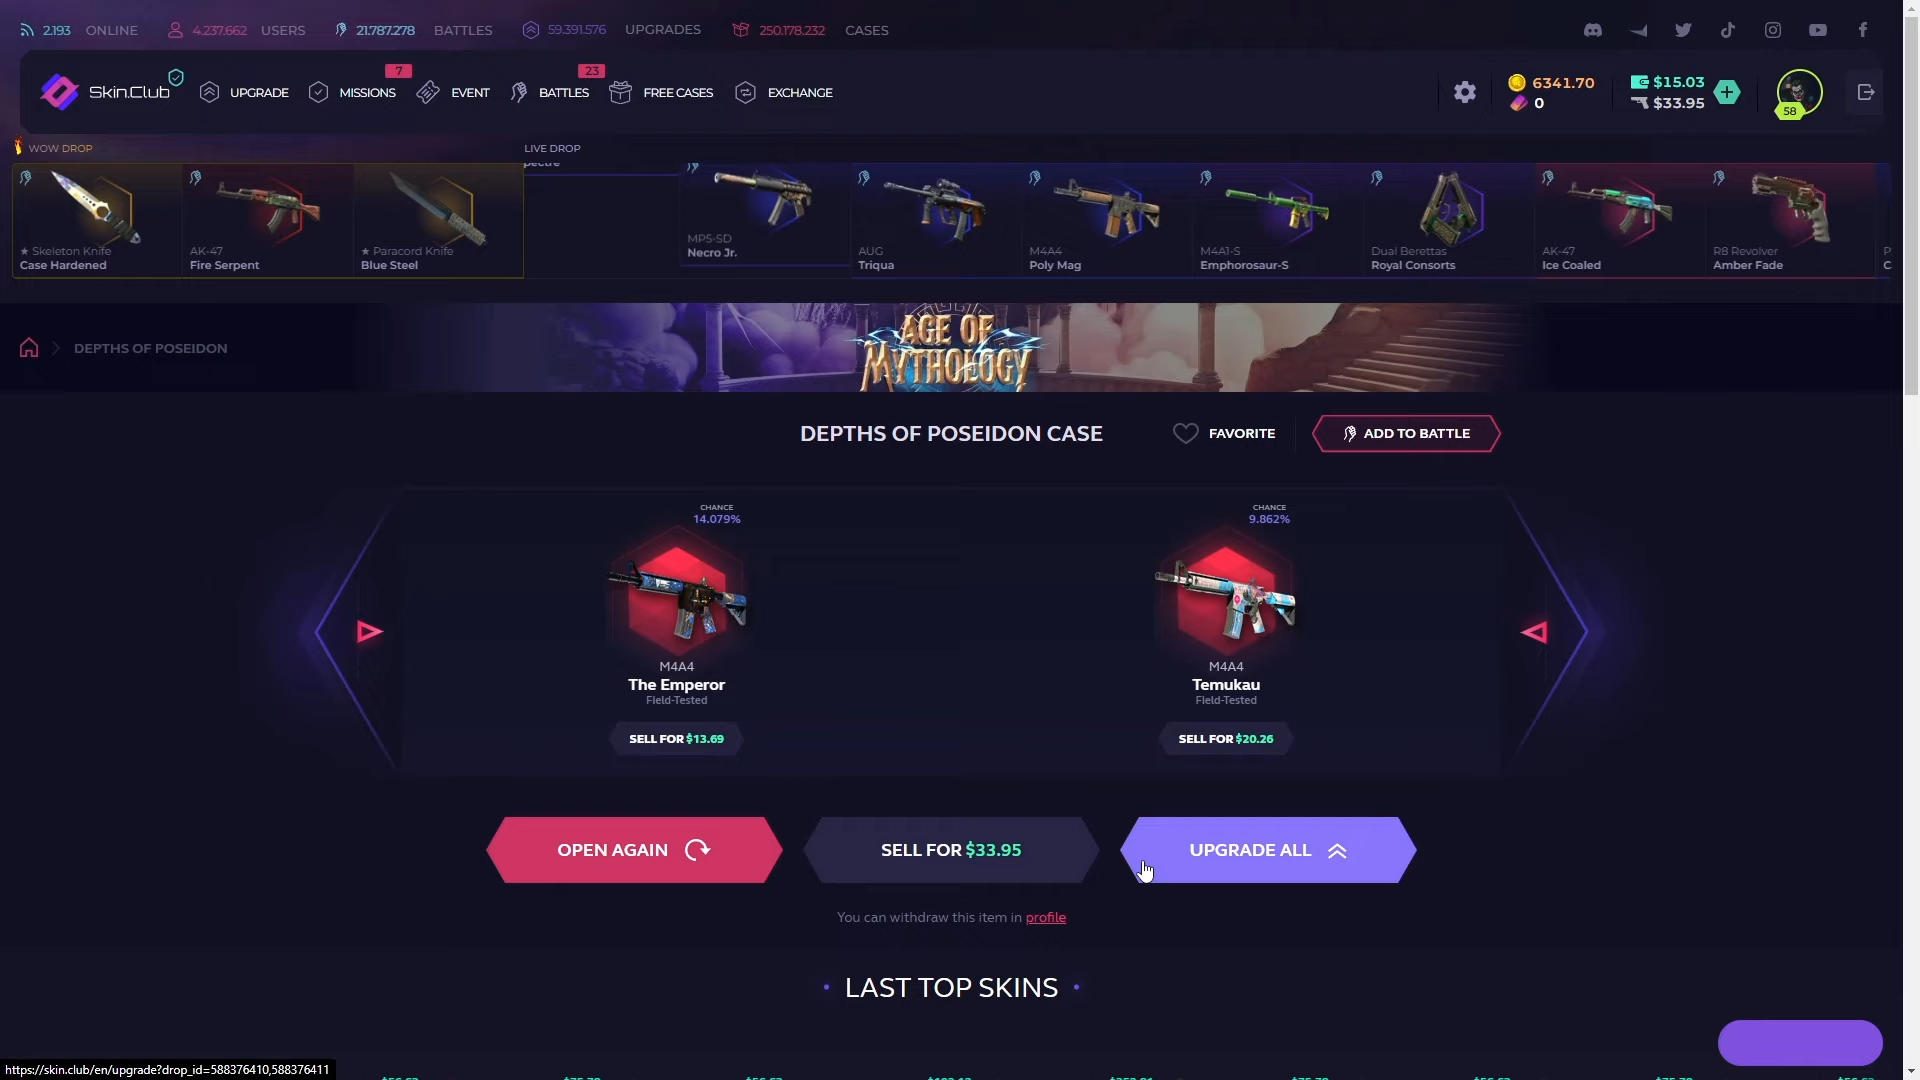 2.193 ONLINE 4.237.662 USERS 21.787.278 BATTLES 59.391.576 UPGRADES 250.178.232 CASES
Skin.Club UPGRADE MISSIONS 7 EVENT BATTLES 23 FREE CASES EXCHANGE
6341.70 $15.03
0 $33.95
58
WOW DROP
LIVE DROP
★ Skeleton Knife
Case Hardened
AK-47
Fire Serpent
★ Paracord Knife
Blue Steel
MP5-SD
Necro Jr.
AUG
Triqua
M4A4
Poly Mag
M4A1-S
Emphorosaur-S
Dual Berettas
Royal Consorts
AK-47
Ice Coaled
R8 Revolver
Amber Fade
P
C
DEPTHS OF POSEIDON
AGE OF
MYTHOLOGY
DEPTHS OF POSEIDON CASE FAVORITE ADD TO BATTLE
CHANCE
14.079%
M4A4
The Emperor
Field-Tested
SELL FOR $13.69
CHANCE
9.862%
M4A4
Temukau
Field-Tested
SELL FOR $20.26
OPEN AGAIN SELL FOR $33.95 UPGRADE ALL
You can withdraw this item in profile
• LAST TOP SKINS •
https://skin.club/en/upgrade?drop_id=588376410,588376411